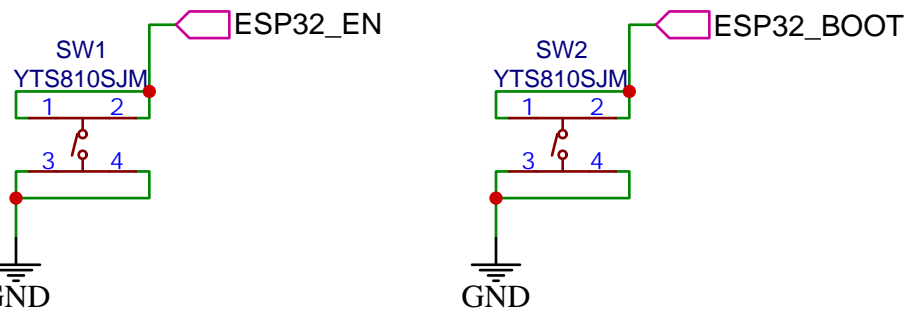 ESP32_EN
SW1
YTS810SJM
1 2
3 4
GND
ESP32_BOOT
SW2
YTS810SJM
1 2
3 4
GND